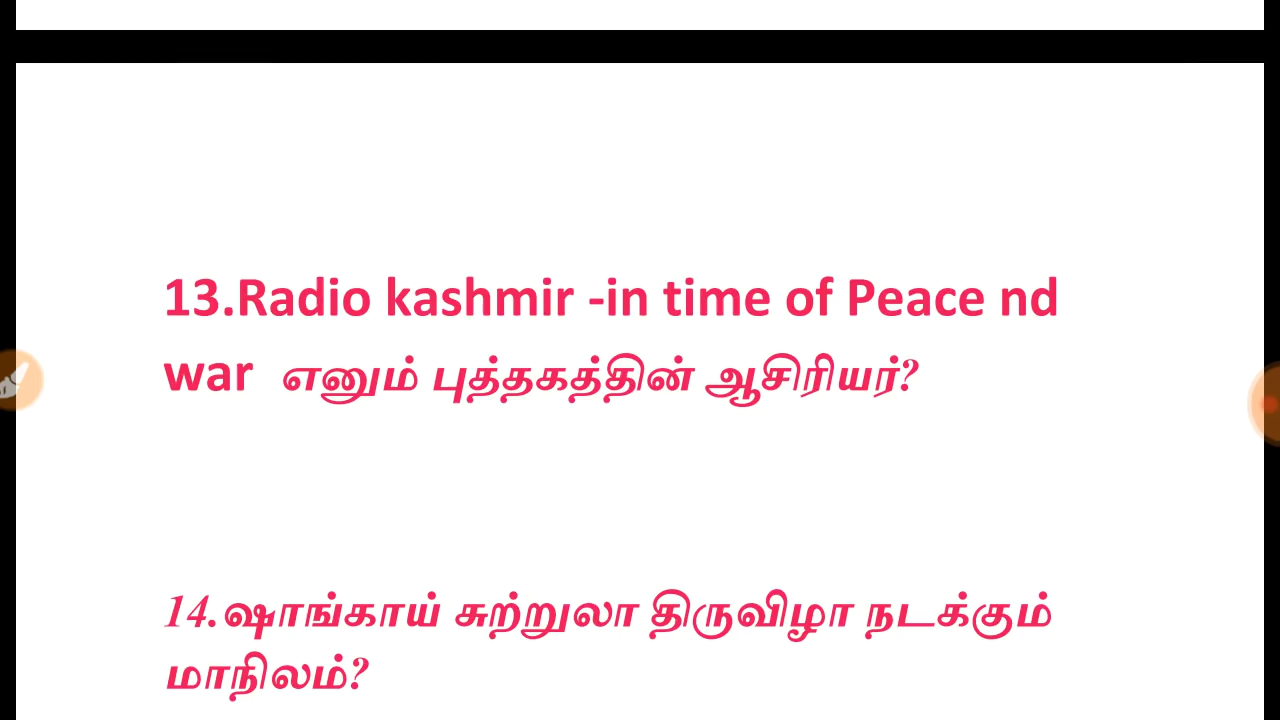 13.Radio kashmir -in time of Peace nd
war எனும் புத்தகத்தின் ஆசிரியர்?
14.ஷாங்காய் சுற்றுலா திருவிழா நடக்கும்
மாநிலம்?